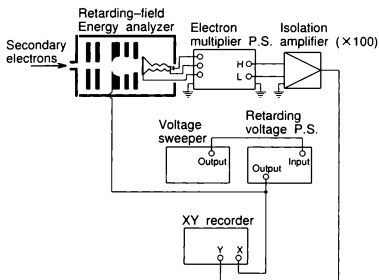 Retarding-field
Energy analyzer
Electron
multiplier P.S.
Isolation
amplifier (×100)
Secondary
electrons
H
L
Voltage
sweeper
Retarding
voltage P.S.
Output
Output
Input
XY recorder
Y
X